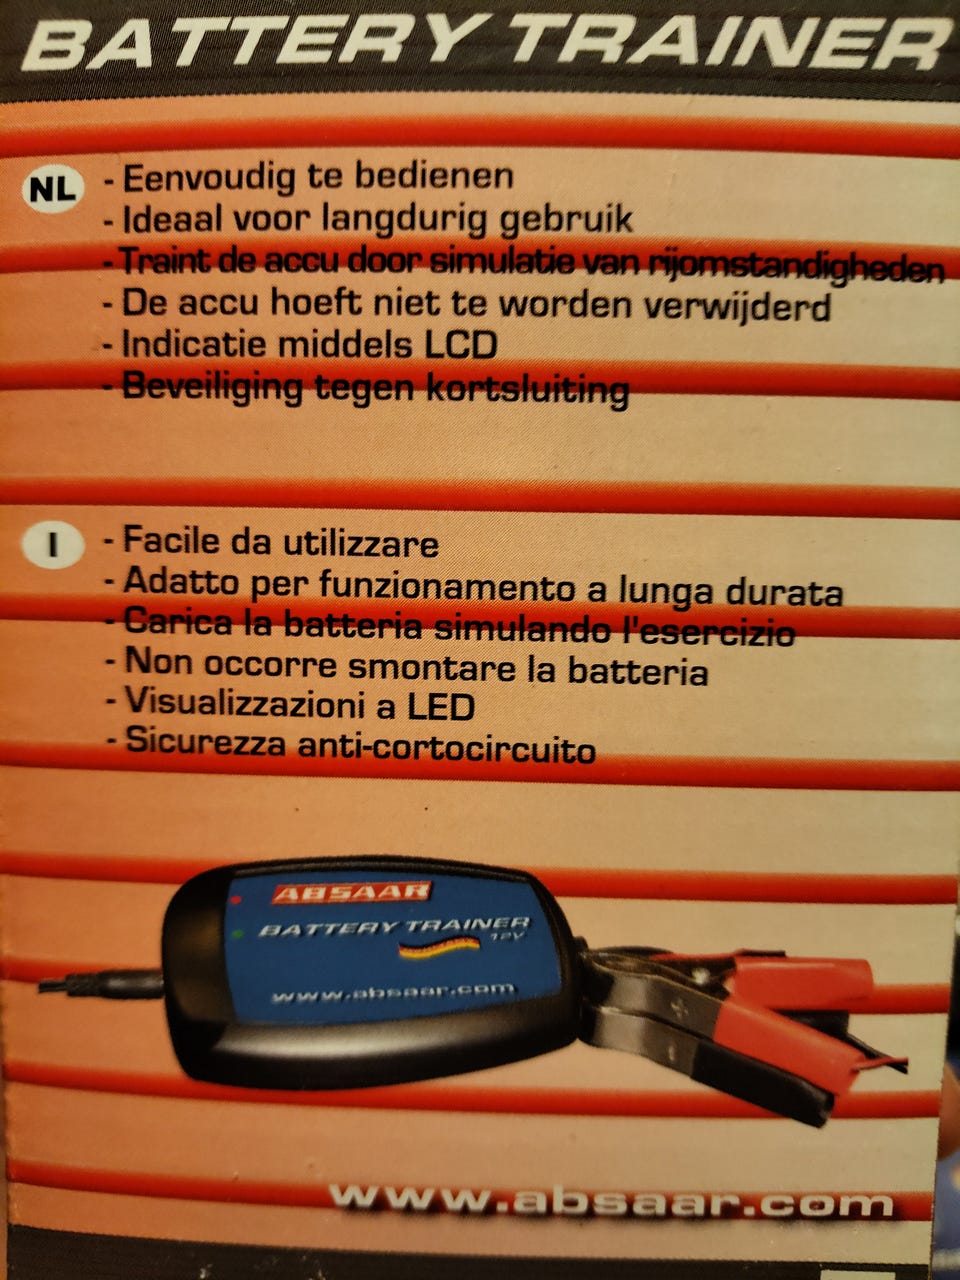 BATTERY TRAINER
NL
- Eenvoudig te bedienen
- Ideaal voor langdurig gebruik
- Traint de accu door simulatie van rijomstandigheden
- De accu hoeft niet te worden verwijderd
- Indicatie middels LCD
- Beveiliging tegen kortsluiting
I
- Facile da utilizzare
- Adatto per funzionamento a lunga durata
- Carica la batteria simulando l'esercizio
- Non occorre smontare la batteria
- Visualizzazioni a LED
- Sicurezza anti-cortocircuito
ABSAAR
BATTERY TRAINER
12V
www.absaar.com
www.absaar.com